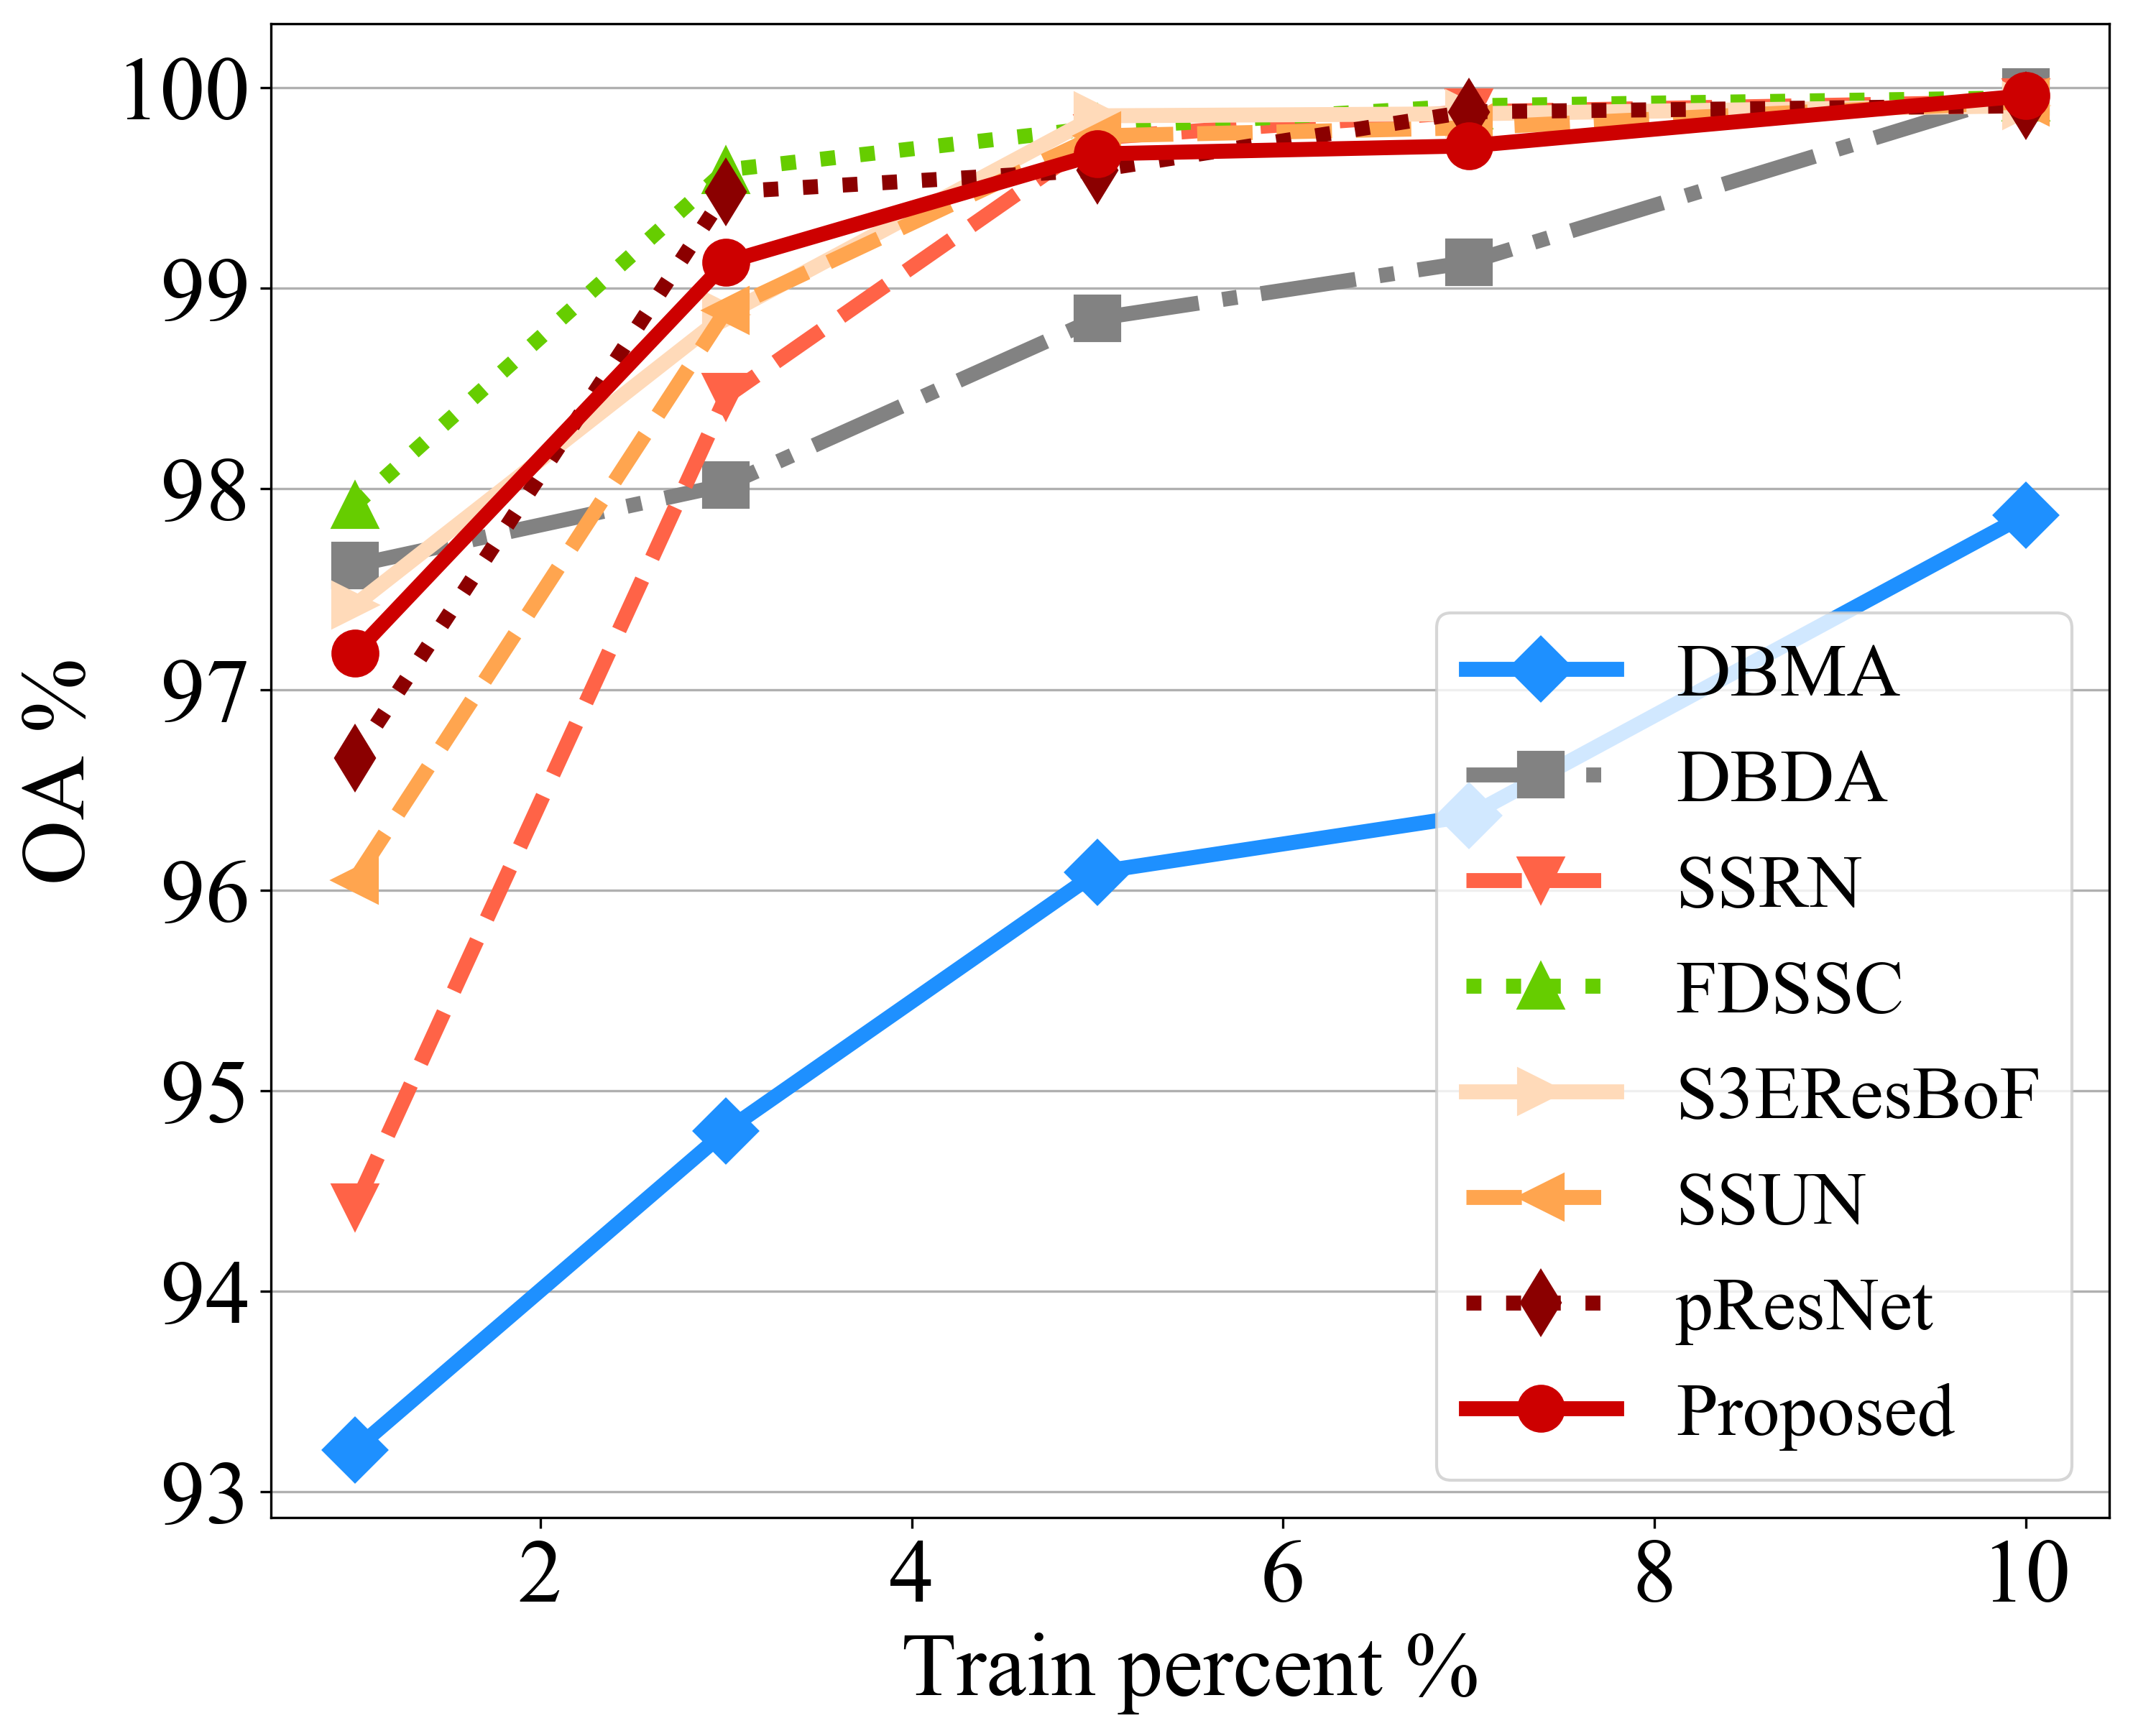 OA %
100
99
98
97
96
95
94
93
DBMA
DBDA
SSRN
FDSSC
S3EResBoF
SSUN
pResNet
Proposed
2 4 6 8 10
Train percent %